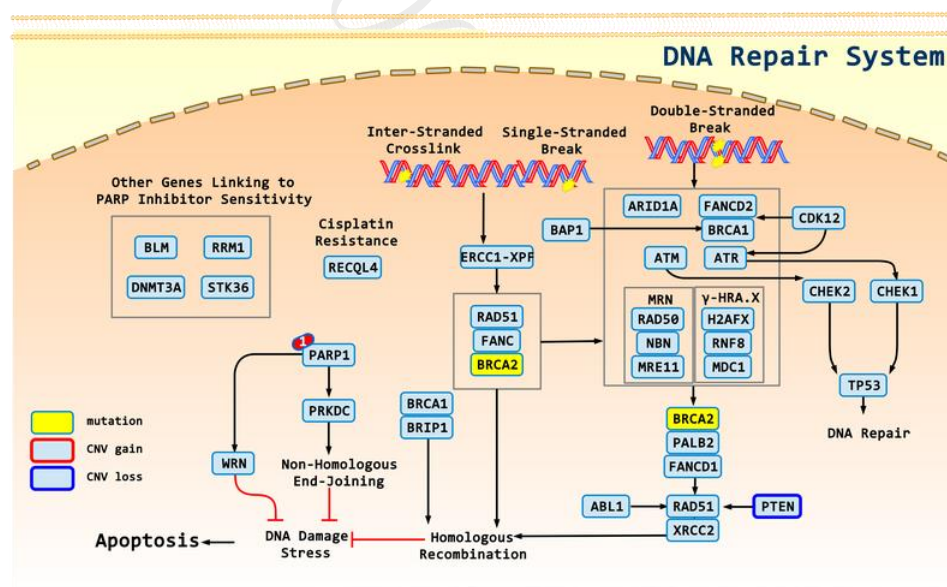 DNA Repair System
Double-Stranded
Break
Inter-Stranded
Crosslink
Single-Stranded
Break
Other Genes Linking to
PARP Inhibitor Sensitivity
Cisplatin
Resistance
RECQL4
BLM
RRM1
DNMT3A
STK36
ERCC1-XPF
RAD51
FANC
BRCA2
BAP1
ARID1A
FANCD2
BRCA1
CDK12
ATM
ATR
CHEK2
CHEK1
MRN
RAD50
NBN
MRE11
γ-HRA.X
H2AFX
RNF8
MDC1
TP53
DNA Repair
1
PARP1
PRKDC
Non-Homologous
End-Joining
WRN
BRCA1
BRIP1
BRCA2
PALB2
FANCD1
ABL1
RAD51
PTEN
XRCC2
mutation
CNV gain
CNV loss
Apoptosis
DNA Damage
Stress
Homologous
Recombination